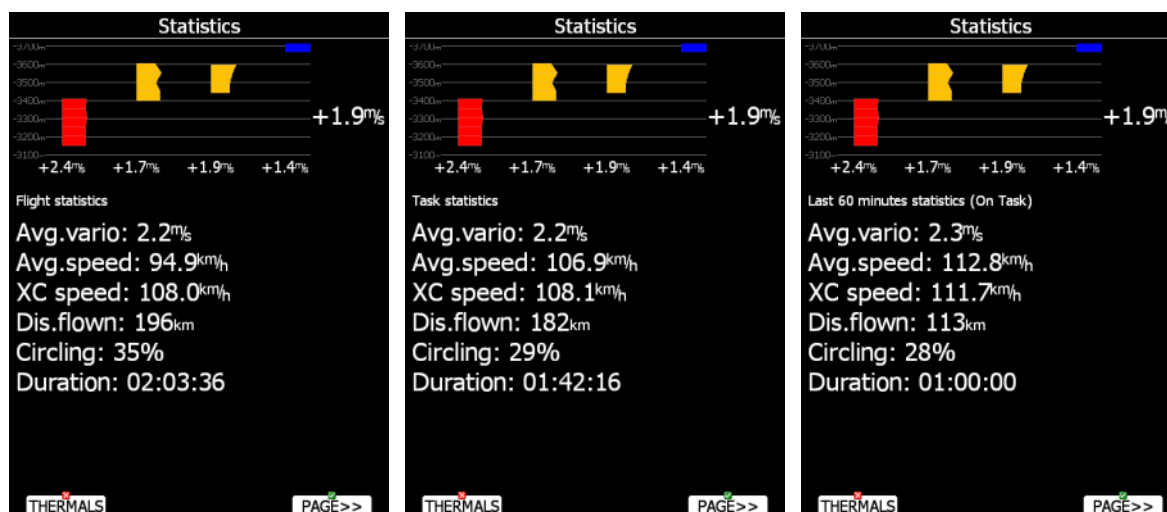 Statistics
-3700m
-3600m
-3500m
-3400m
-3300m
-3200m
-3100m
+1.9m/s
+2.4m/s +1.7m/s +1.9m/s +1.4m/s
Flight statistics
Avg.vario: 2.2m/s
Avg.speed: 94.9km/h
XC speed: 108.0km/h
Dis.flown: 196km
Circling: 35%
Duration: 02:03:36
THERMALS PAGE>>
Statistics
-3700m
-3600m
-3500m
-3400m
-3300m
-3200m
-3100m
+1.9m/s
+2.4m/s +1.7m/s +1.9m/s +1.4m/s
Task statistics
Avg.vario: 2.2m/s
Avg.speed: 106.9km/h
XC speed: 108.1km/h
Dis.flown: 182km
Circling: 29%
Duration: 01:42:16
THERMALS PAGE>>
Statistics
-3700m
-3600m
-3500m
-3400m
-3300m
-3200m
-3100m
+1.9m
+2.4m/s +1.7m/s +1.9m/s +1.4m/s
Last 60 minutes statistics (On Task)
Avg.vario: 2.3m/s
Avg.speed: 112.8km/h
XC speed: 111.7km/h
Dis.flown: 113km
Circling: 28%
Duration: 01:00:00
THERMALS PAGE>>